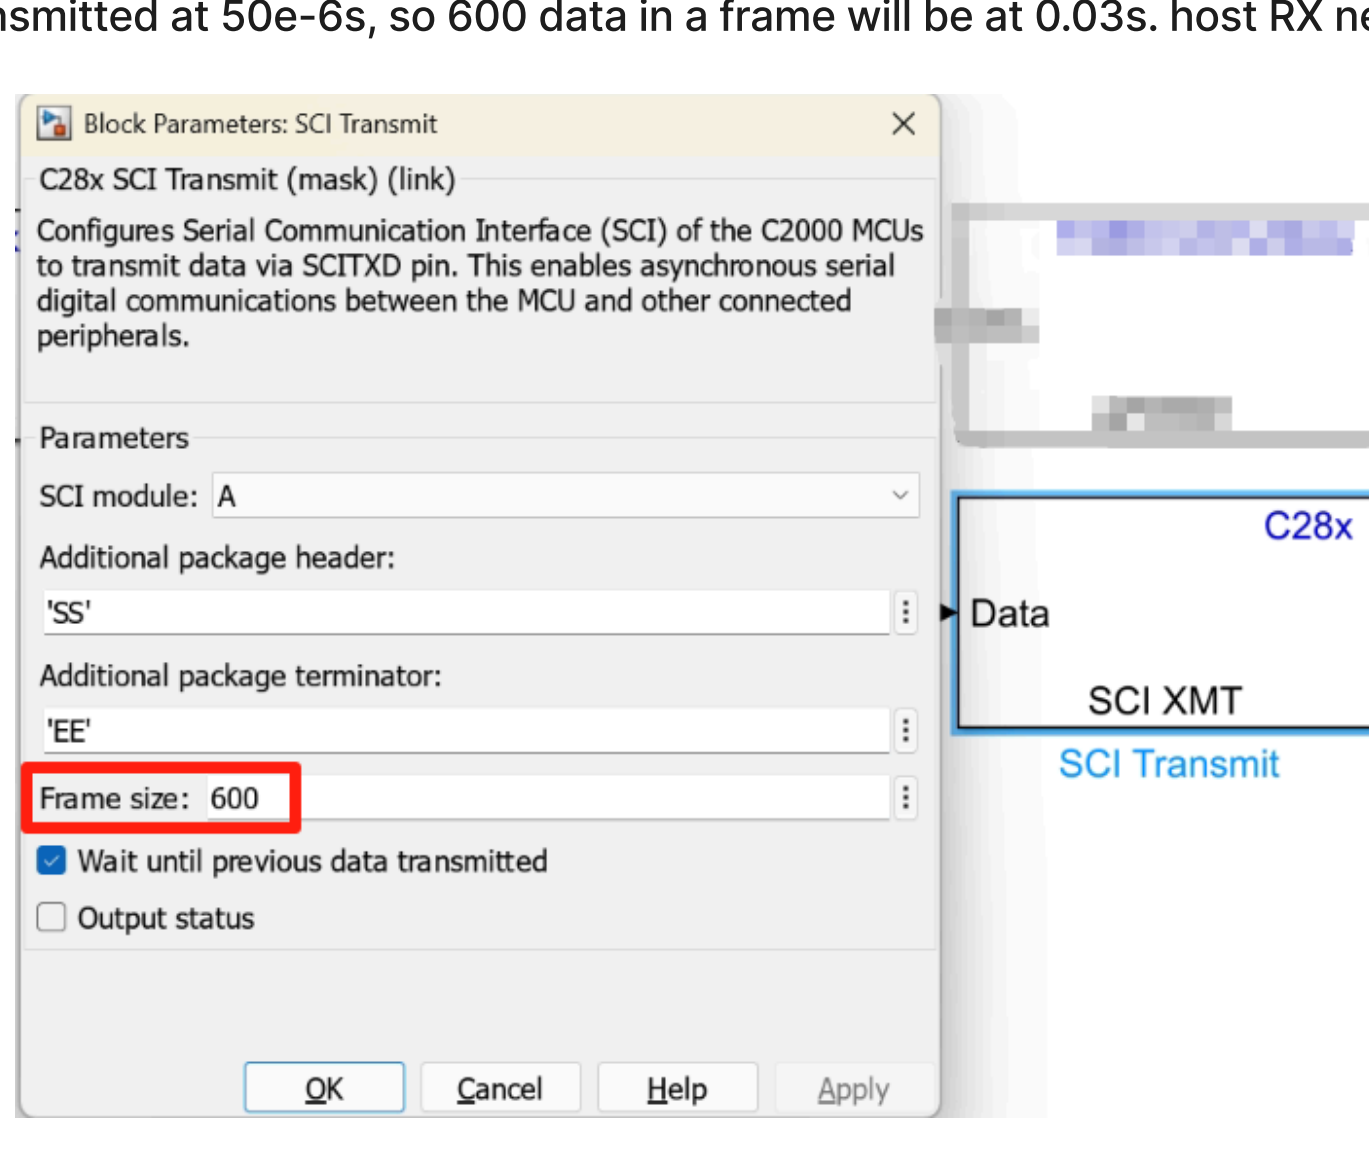 nsmitted at 50e-6s, so 600 data in a frame will be at 0.03s. host RX ne
Block Parameters: SCI Transmit
C28x SCI Transmit (mask) (link)
Configures Serial Communication Interface (SCI) of the C2000 MCUs
to transmit data via SCITXD pin. This enables asynchronous serial
digital communications between the MCU and other connected
peripherals.
Parameters
SCI module: A
Additional package header:
'SS'
Additional package terminator:
'EE'
Frame size: 600
Wait until previous data transmitted
Output status
OK Cancel Help Apply
C28x
Data
SCI XMT
SCI Transmit